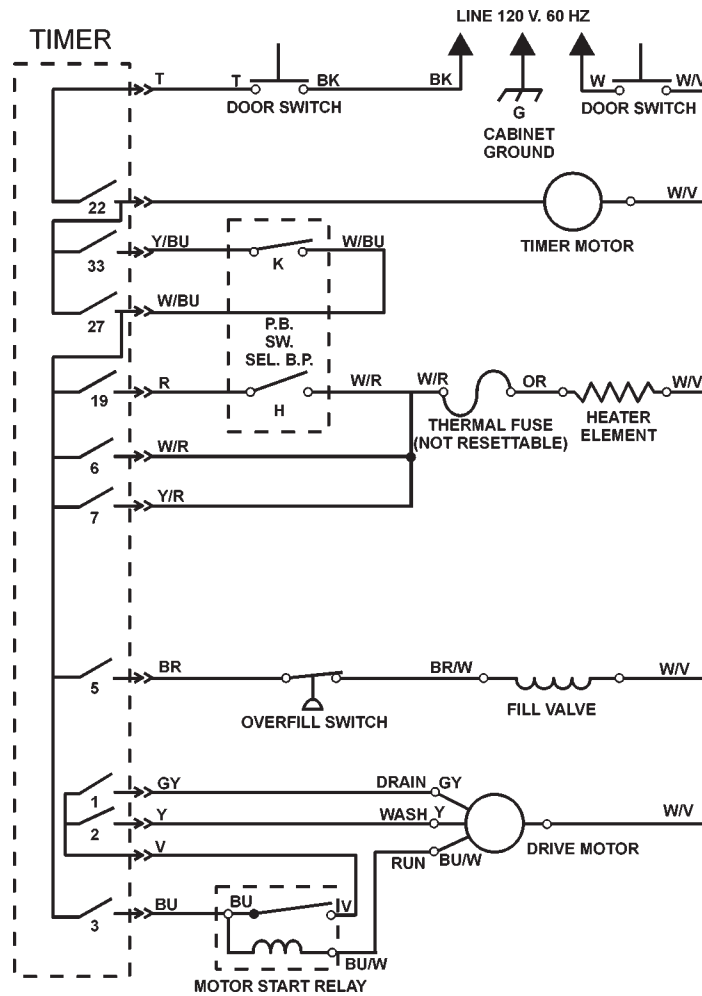 LINE 120 V. 60 HZ
TIMER
T T BK BK W W/V
DOOR SWITCH G DOOR SWITCH
CABINET
GROUND
22 W/V
TIMER MOTOR
Y/BU K W/BU
33
W/BU
27
P.B.
SW.
SEL. B.P.
R W/R W/R OR W/V
19 H
THERMAL FUSE
(NOT RESETTABLE)
HEATER
ELEMENT
W/R
6
Y/R
7
BR BR/W W/V
5
OVERFILL SWITCH FILL VALVE
GY DRAIN GY
1
Y WASH Y W/V
2
V RUN BU/W DRIVE MOTOR
BU BU V
3
BU/W
MOTOR START RELAY